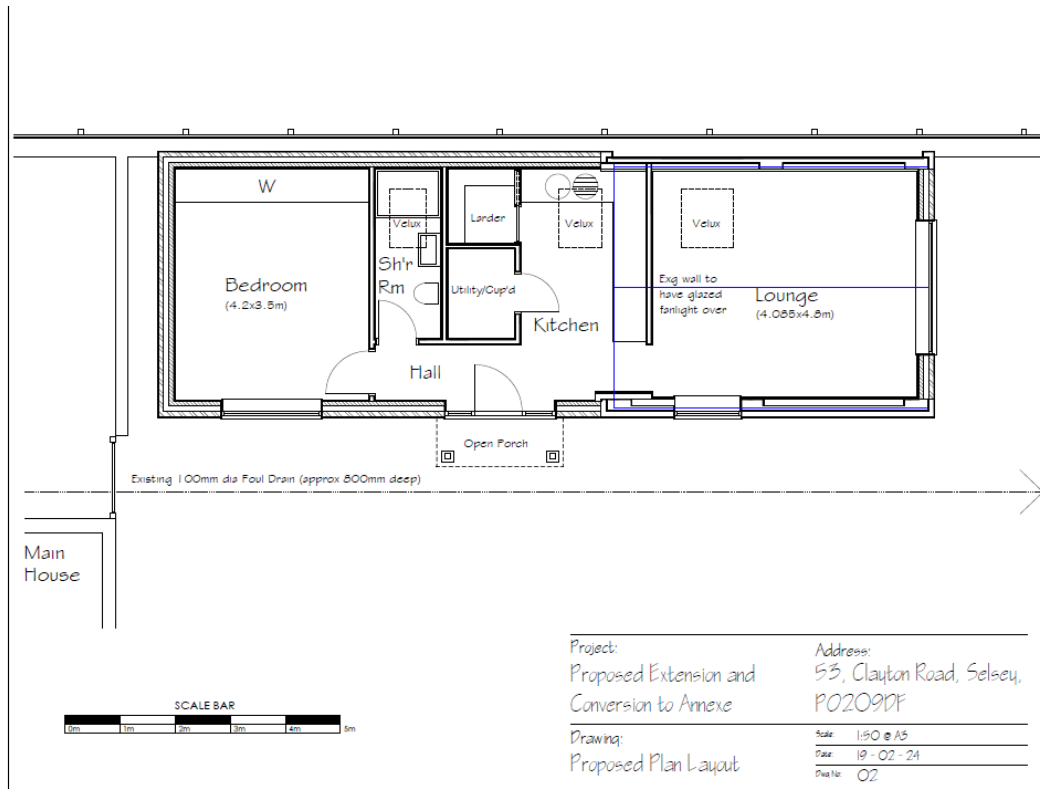 W
Velux
Larder
Velux
Velux
Sh'r
Rm
Bedroom
(4.2x3.5m)
Utility/Cup'd
Kitchen
Exg wall to
have glazed
fanlight over
Lounge
(4.085x4.8m)
Hall
Open Porch
Existing 100mm dia Foul Drain (approx 800mm deep)
Main
House
SCALE BAR
0m 1m 2m 3m 4m 5m
Project:
Proposed Extension and
Conversion to Annexe
Address:
53, Clayton Road, Selsey,
PO209DF
Drawing:
Proposed Plan Layout
Scale: 1:50 @ A3
Date: 19 - 02 - 24
Dwg No: 02